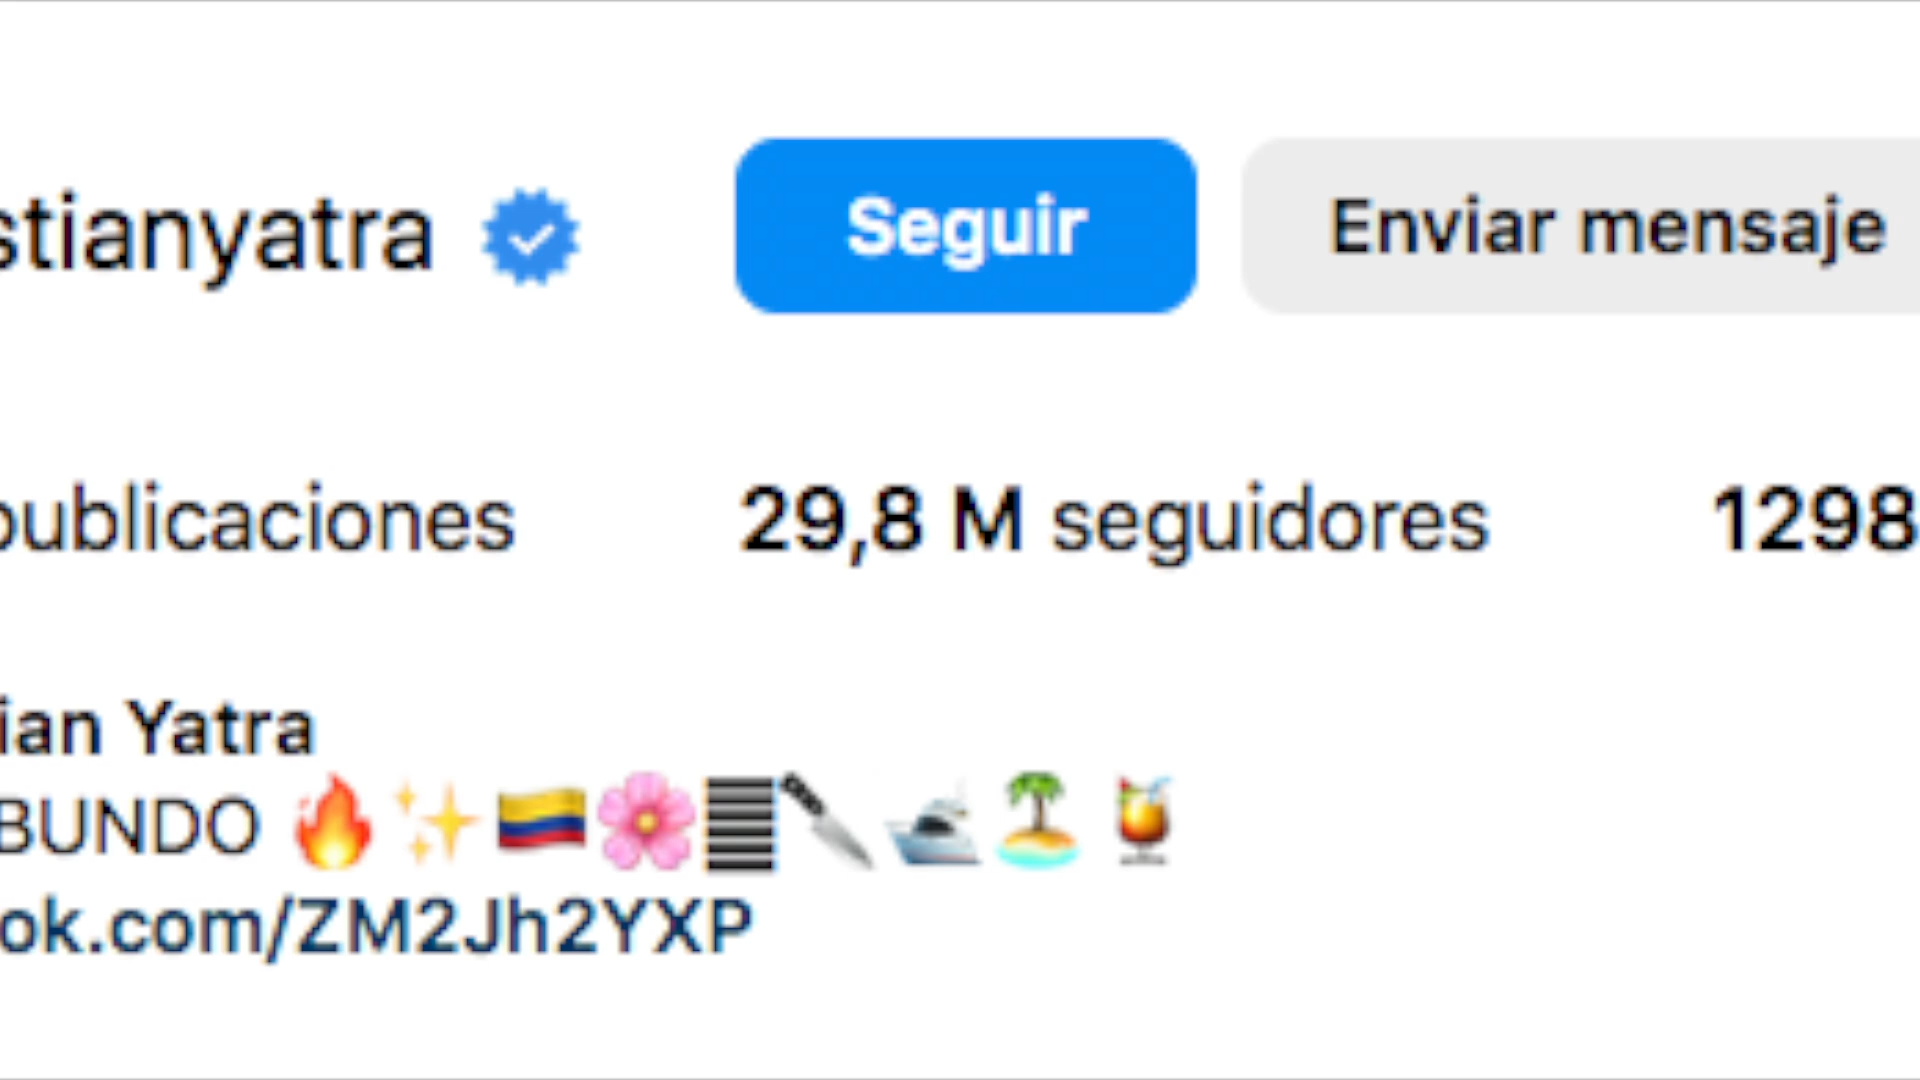 stianyatra
Seguir
Enviar mensaje
publicaciones
29,8 M seguidores
1298
ian Yatra
BUNDO 🔥✨🇨🇴🌸💈🔪🛥️🏝️🍹
ok.com/ZM2Jh2YXP